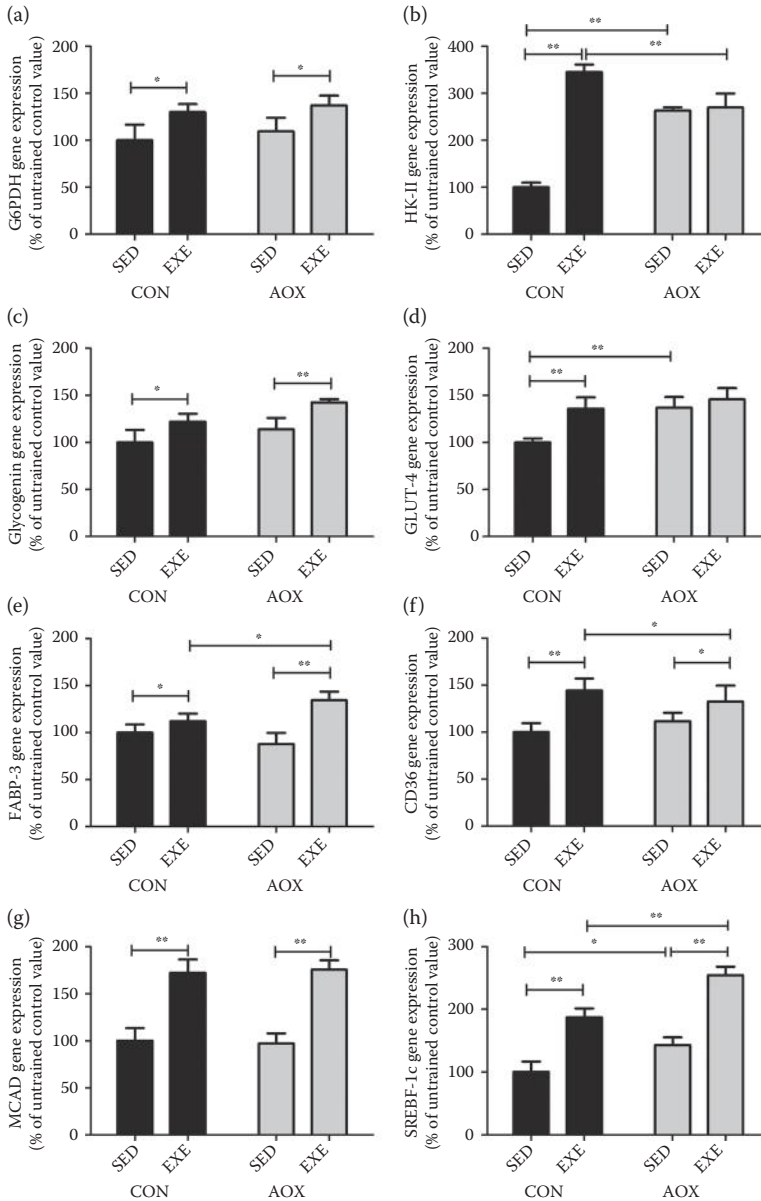 (a)
G6PDH gene expression
(% of untrained control value)
200
150
100
50
0
*
*
SED
EXE
SED
EXE
CON
AOX
(b)
HK-II gene expression
(% of untrained control value)
400
300
200
100
0
**
**
**
SED
EXE
SED
EXE
CON
AOX
(c)
Glycogenin gene expression
(% of untrained control value)
200
150
100
50
0
*
**
SED
EXE
SED
EXE
CON
AOX
(d)
GLUT-4 gene expression
(% of untrained control value)
200
150
100
50
0
**
**
SED
EXE
SED
EXE
CON
AOX
(e)
FABP-3 gene expression
(% of untrained control value)
200
150
100
50
0
*
*
**
SED
EXE
SED
EXE
CON
AOX
(f)
CD36 gene expression
(% of untrained control value)
200
150
100
50
0
*
**
*
SED
EXE
SED
EXE
CON
AOX
(g)
MCAD gene expression
(% of untrained control value)
200
150
100
50
0
**
**
SED
EXE
SED
EXE
CON
AOX
(h)
SREBF-1c gene expression
(% of untrained control value)
300
200
100
0
**
*
**
**
SED
EXE
SED
EXE
CON
AOX